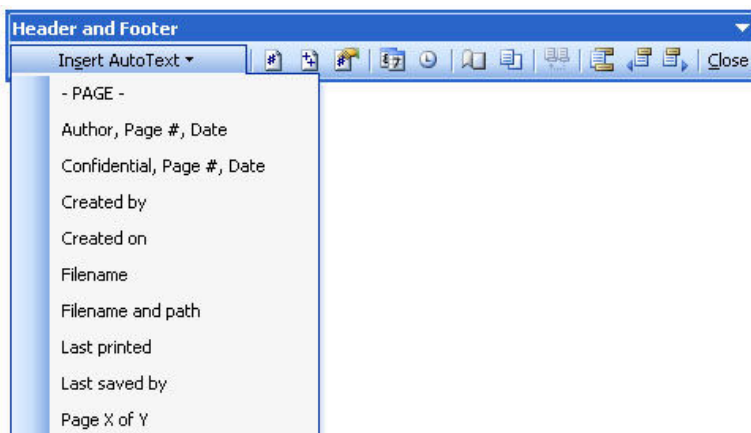 Header and Footer
Insert AutoText Close
- PAGE -
Author, Page #, Date
Confidential, Page #, Date
Created by
Created on
Filename
Filename and path
Last printed
Last saved by
Page X of Y